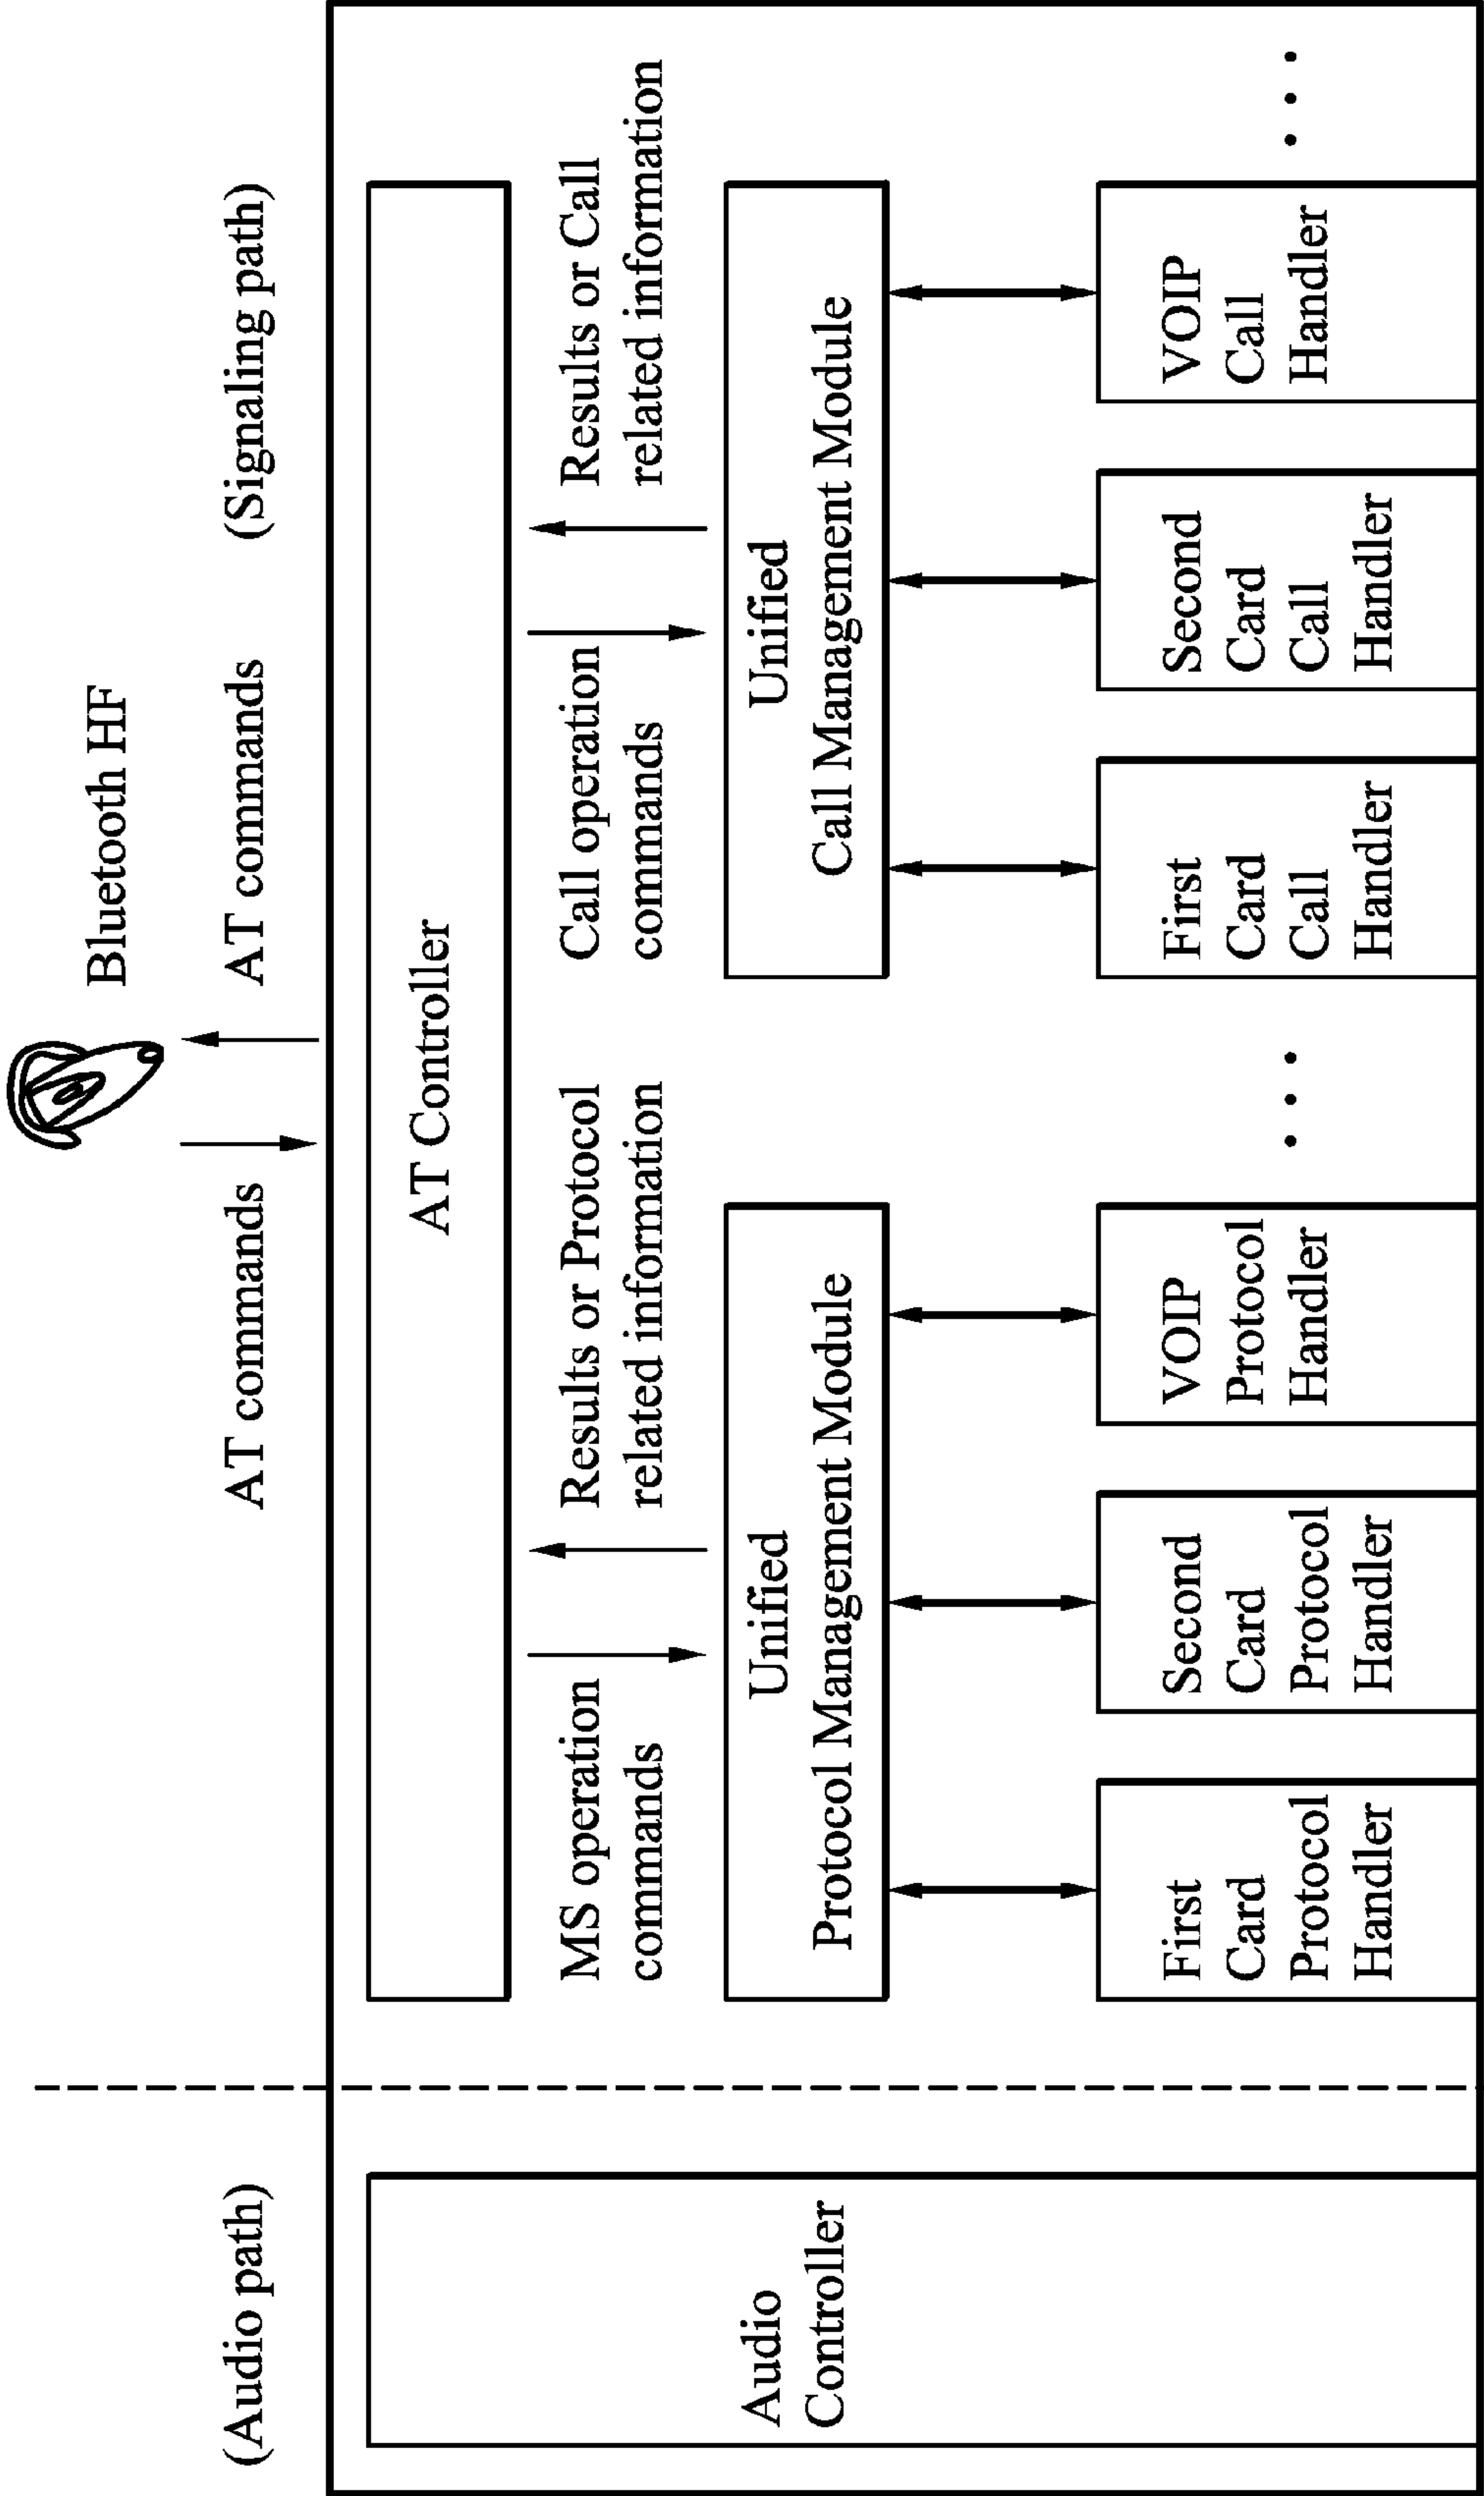 Bluetooth HF
(Audio path)
AT commands
AT commands
(Signaling path)
AT Controller
MS operation
commands
Results or Protocol
related information
Call operation
commands
Results or Call
related information
Audio
Controller
Unified
Protocol Management Module
Unified
Call Management Module
First
Card
Protocol
Handler
Second
Card
Protocol
Handler
VOIP
Protocol
Handler
. . .
First
Card
Call
Handler
Second
Card
Call
Handler
VOIP
Call
Handler
. . .